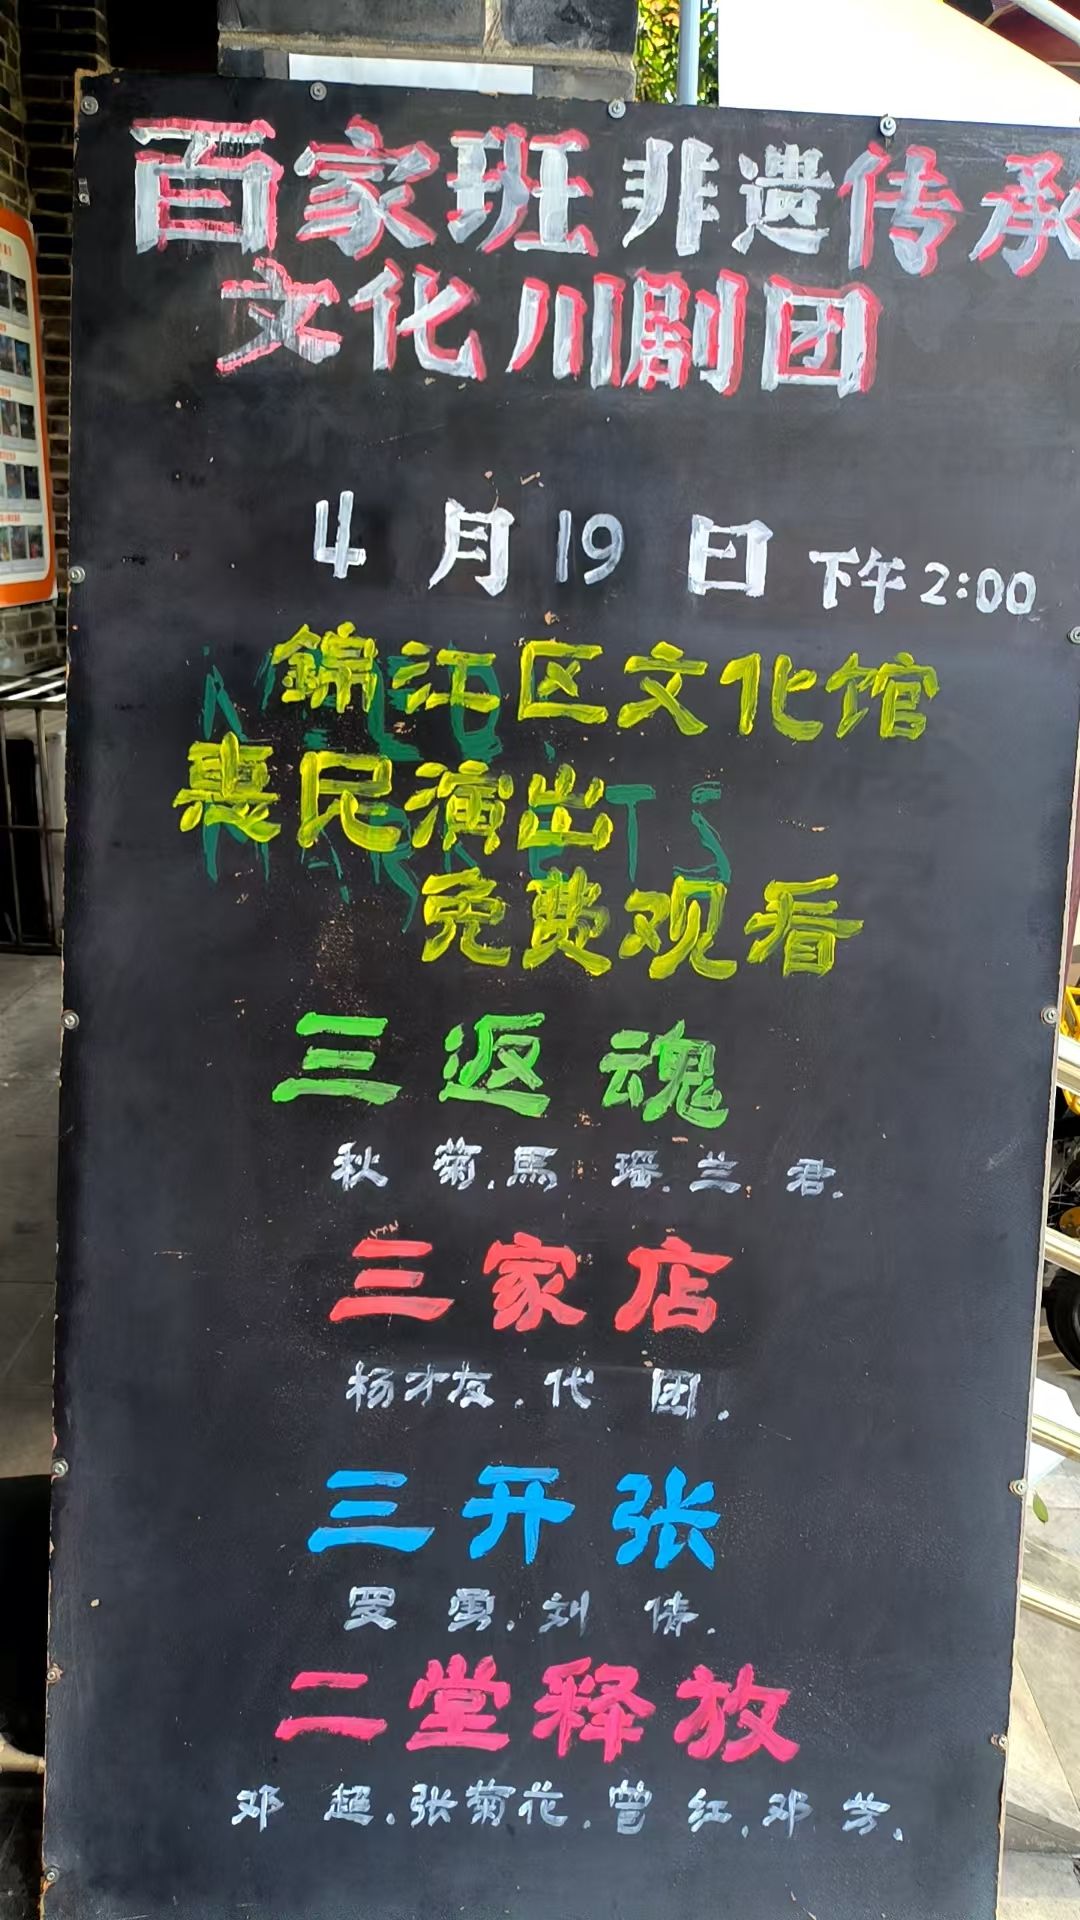 百家班非遗传承
文化川剧团
4月19日 下午2:00
錦江区文化馆
惠民演出
免费观看
三返魂
秋菊.馬瑶.兰君.
三家店
杨才友.代团.
三开张
罗勇.刘倩.
二堂释放
邓超.张菊花.曾红.邓芳.